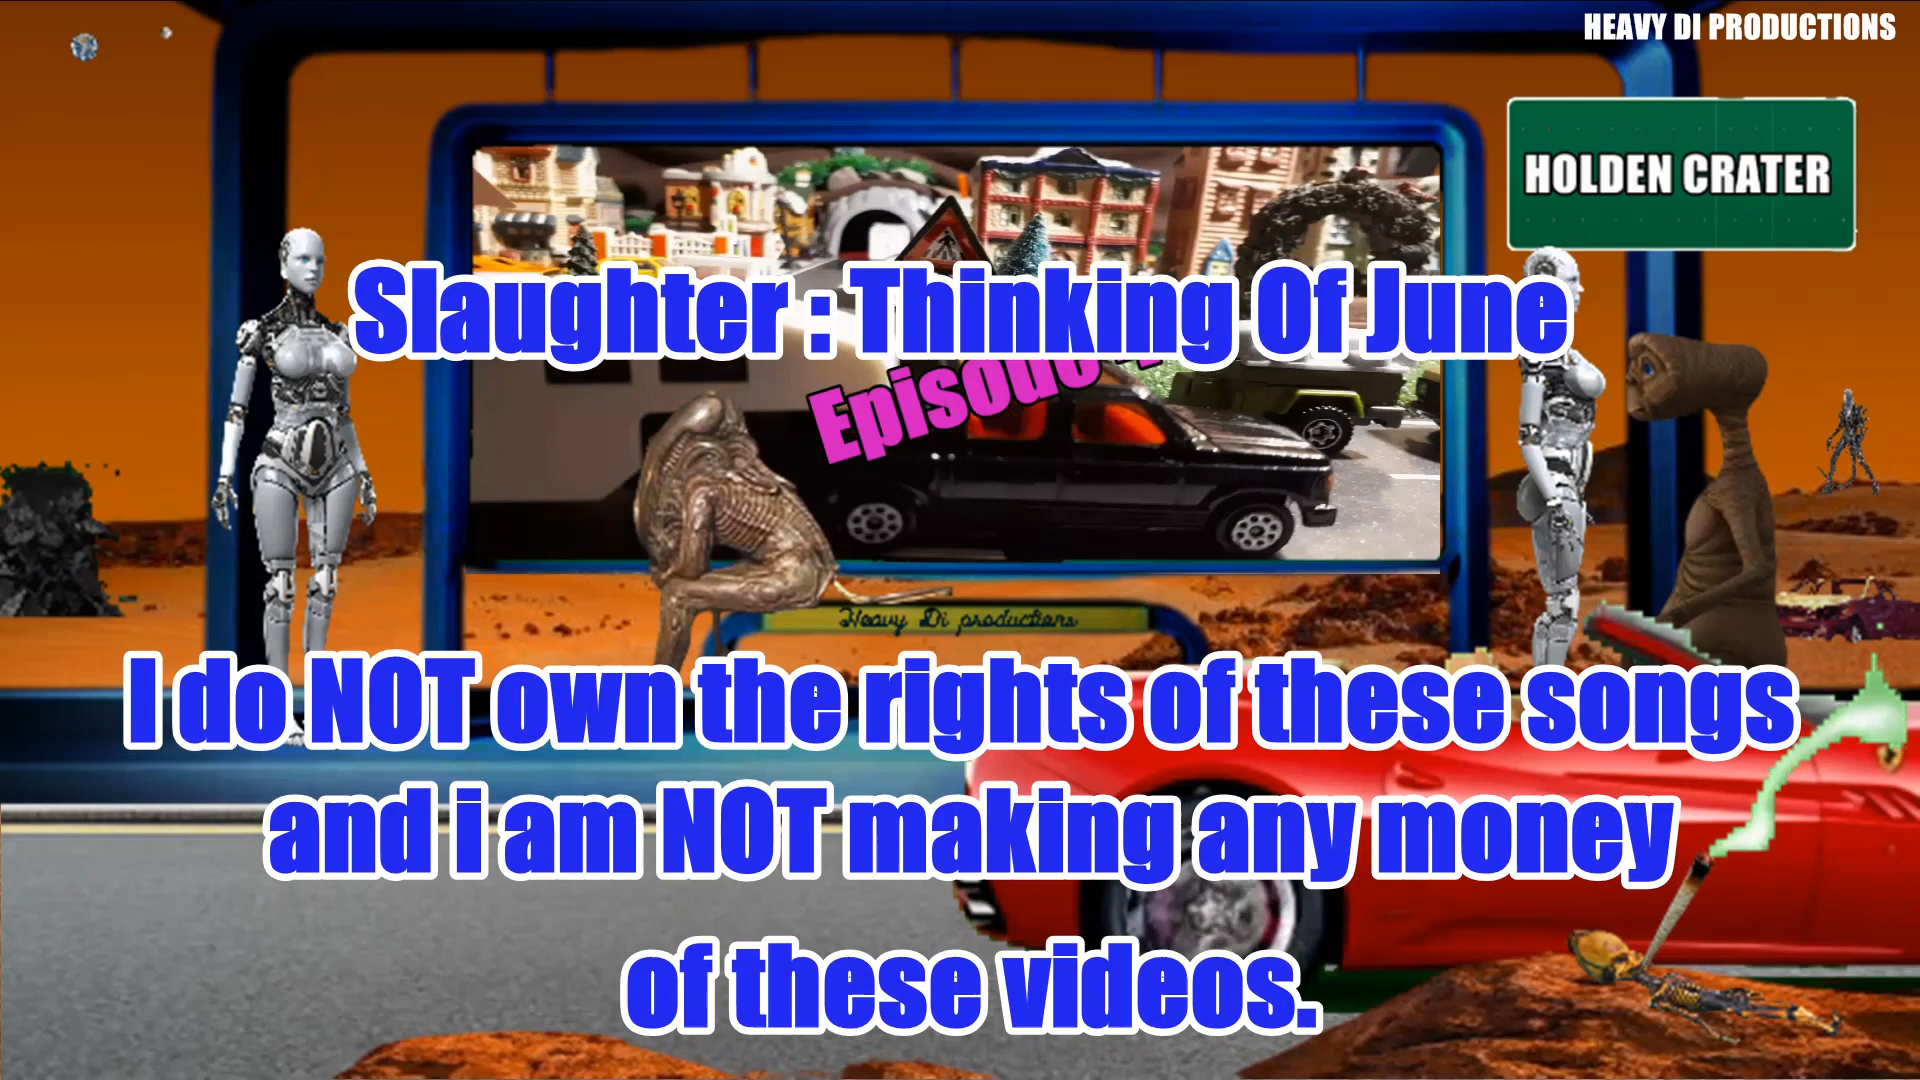 HEAVY DI PRODUCTIONS
HOLDEN CRATER
Slaughter : Thinking Of June
Episode
Heavy Di productions
I do NOT own the rights of these songs
and i am NOT making any money
of these videos.